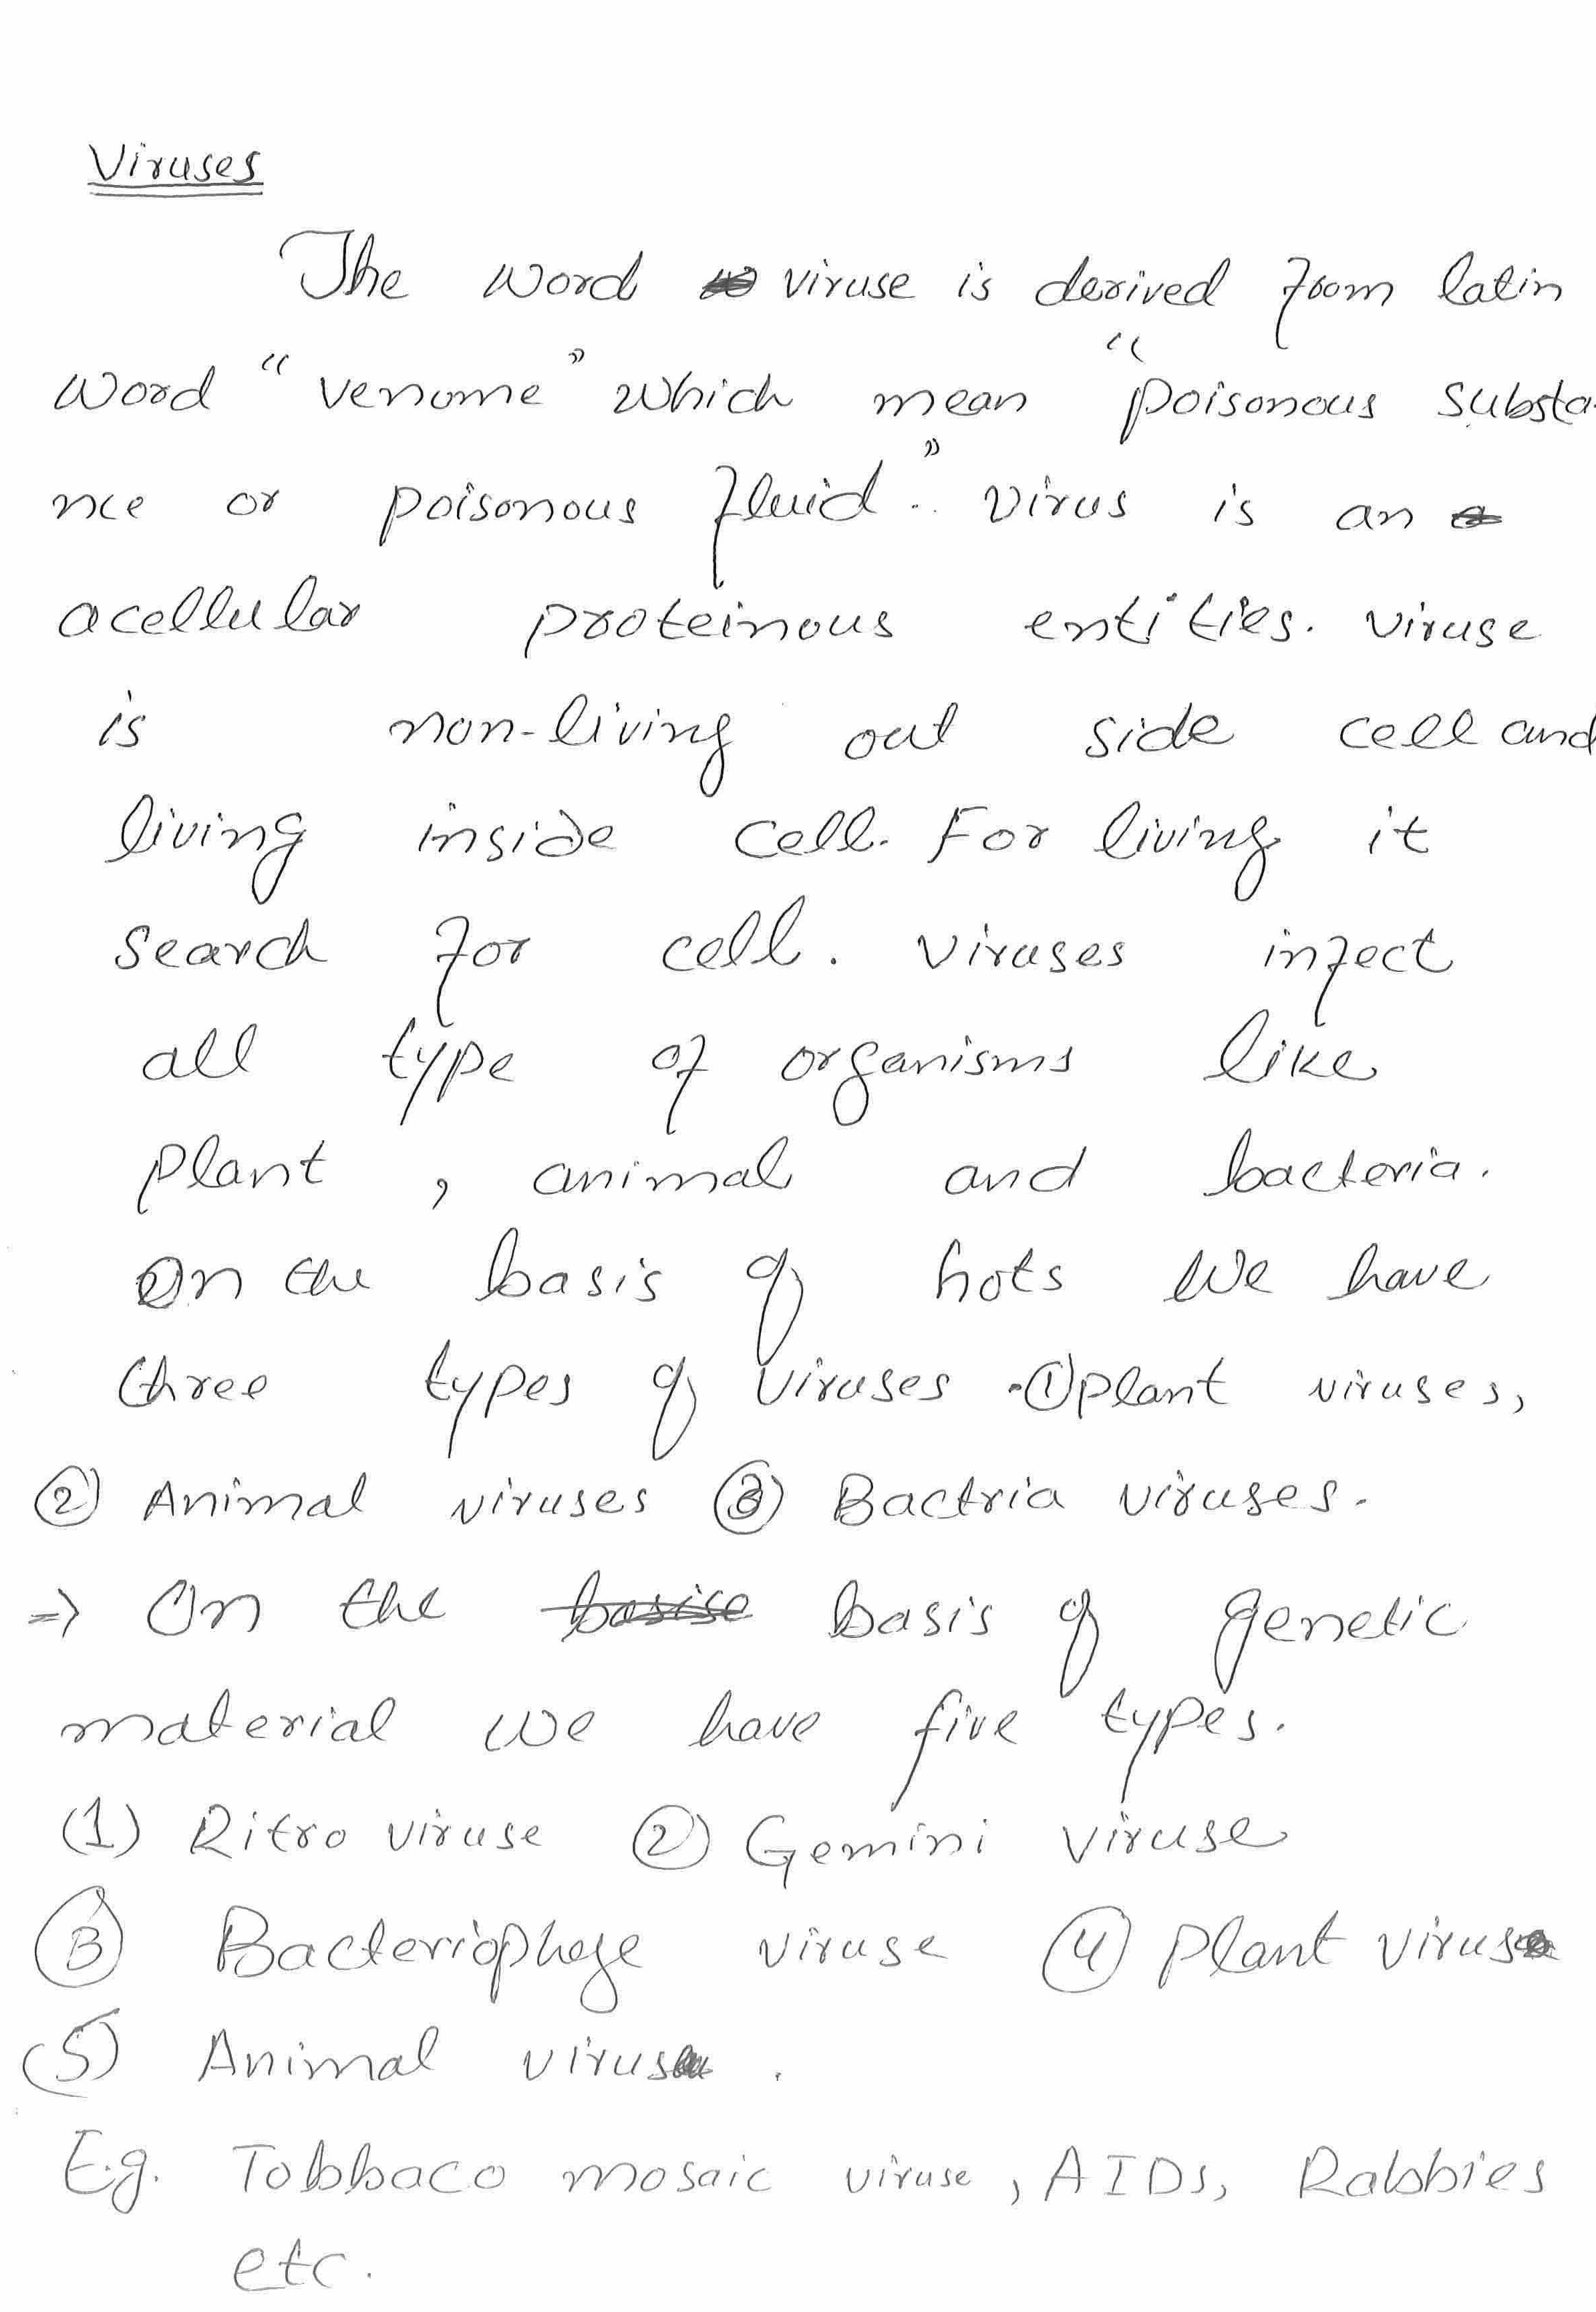 Viruses
The word viruse is derived from latin
word "venome" which mean "poisonous substa-
nce or poisonous fluid". virus is an
acellular proteinous entities. viruse
is non-living out side cell and
living inside cell. For living it
search for cell. viruses infect
all type of organisms like
plant , animal and bacteria.
On the basis of hots we have
three types of viruses. ① plant viruses,
② Animal viruses ③ Bactria viruses.
⇒ On the basise basis of genetic
material we have five types.
(1) Ritro viruse ② Gemini viruse
③ Bacteriophage viruse ④ plant virus
(5) Animal virus .
E.g. Tobbaco mosaic viruse , AIDs, Rabbies
etc.